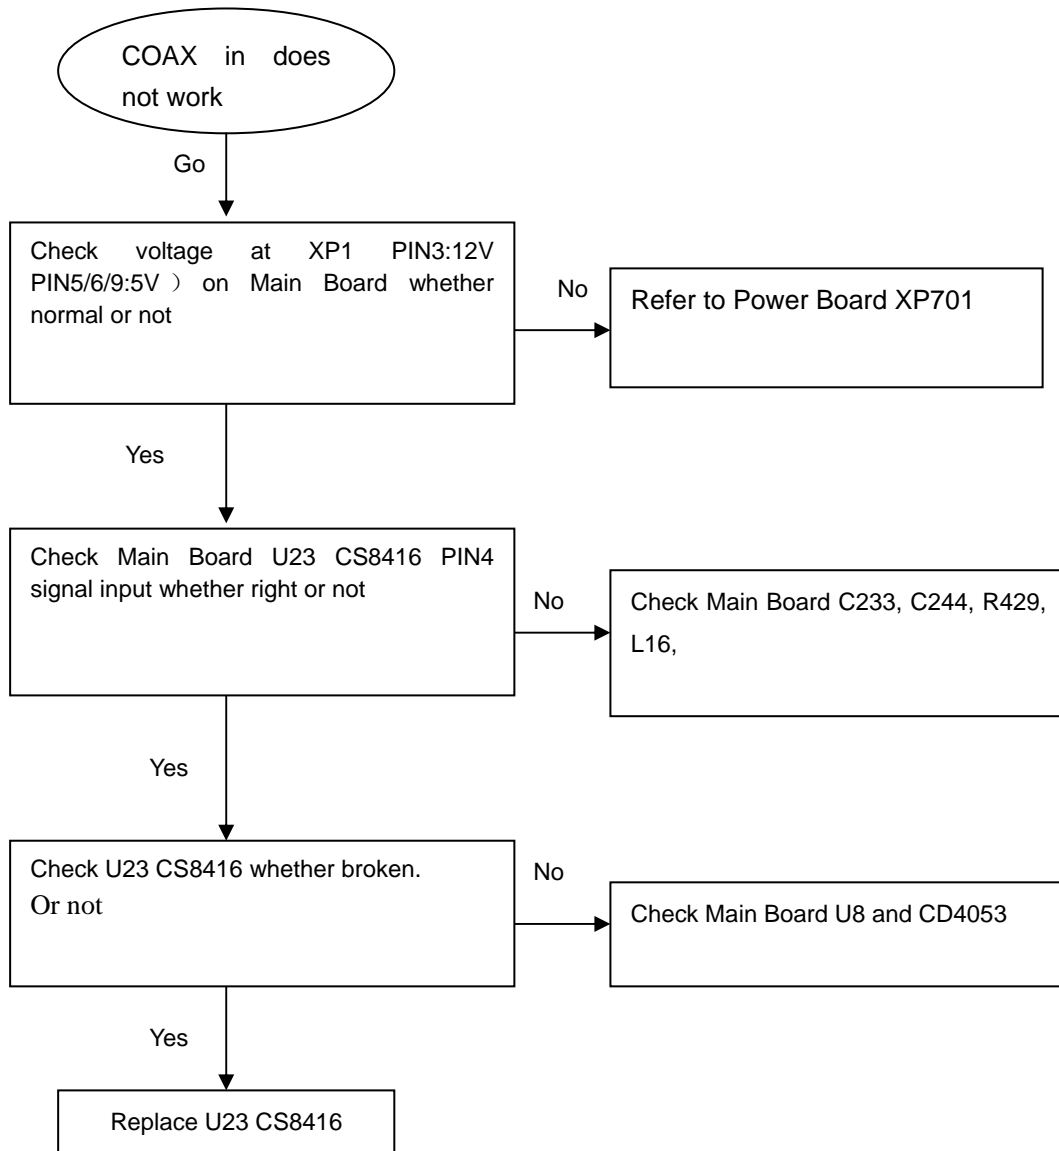 COAX in does
not work
Go
Check voltage at XP1 PIN3:12V
PIN5/6/9:5V ） on Main Board whether
normal or not
No
Refer to Power Board XP701
Yes
Check Main Board U23 CS8416 PIN4
signal input whether right or not
No
Check Main Board C233, C244, R429,
L16,
Yes
Check U23 CS8416 whether broken.
Or not
No
Check Main Board U8 and CD4053
Yes
Replace U23 CS8416